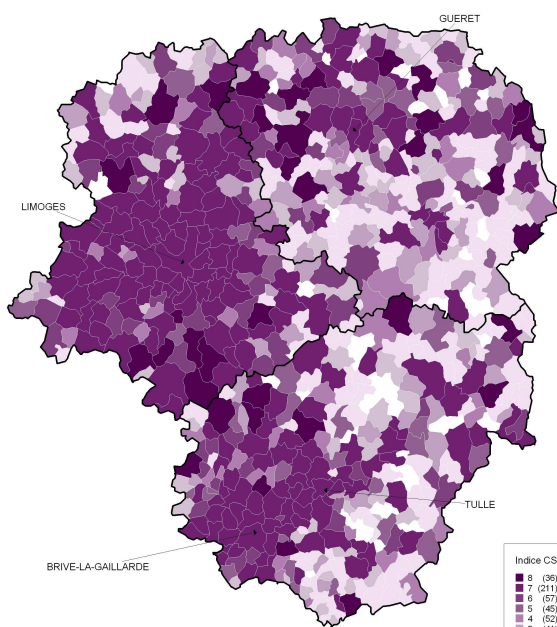 GUERET
LIMOGES
TULLE
BRIVE-LA-GAILLARDE
Indice CS
8 (36)
7 (211)
6 (57)
5 (45)
4 (52)